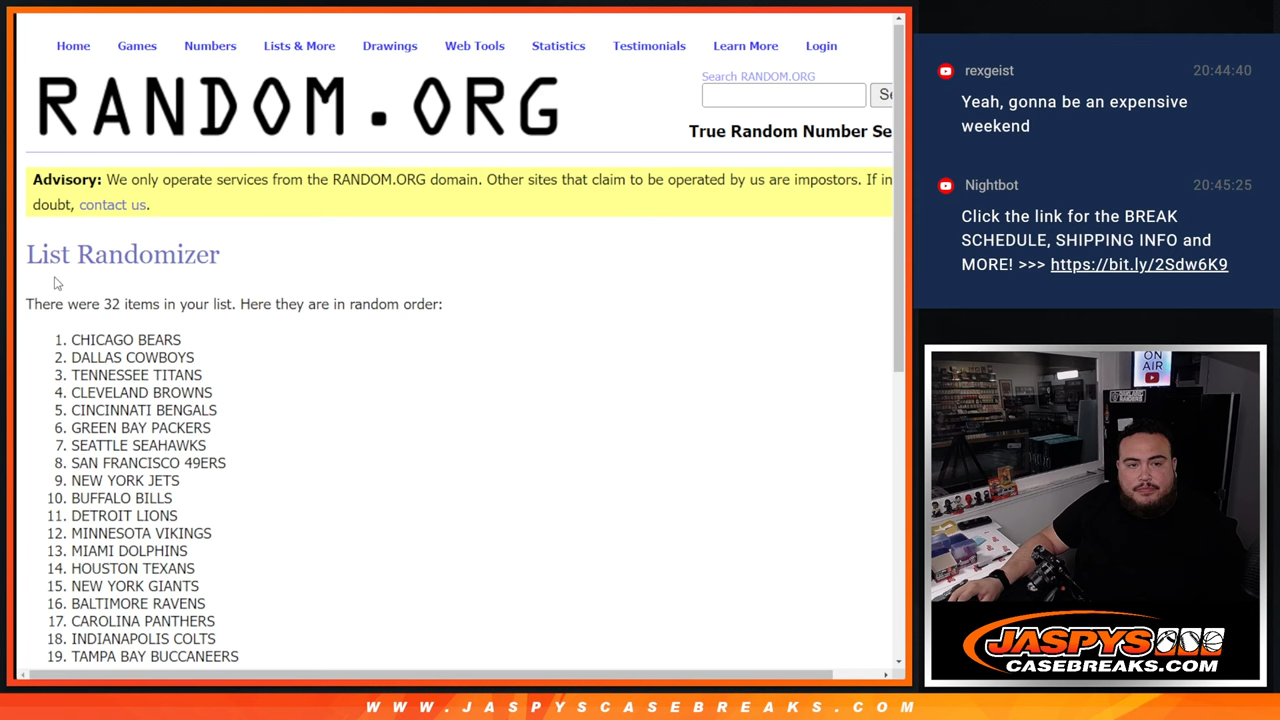 Home Games Numbers Lists & More Drawings Web Tools Statistics Testimonials Learn More Login
RANDOM.ORG
Search RANDOM.ORG
Se
True Random Number Se
Advisory: We only operate services from the RANDOM.ORG domain. Other sites that claim to be operated by us are impostors. If in
doubt, contact us.
List Randomizer
There were 32 items in your list. Here they are in random order:
1. CHICAGO BEARS
2. DALLAS COWBOYS
3. TENNESSEE TITANS
4. CLEVELAND BROWNS
5. CINCINNATI BENGALS
6. GREEN BAY PACKERS
7. SEATTLE SEAHAWKS
8. SAN FRANCISCO 49ERS
9. NEW YORK JETS
10. BUFFALO BILLS
11. DETROIT LIONS
12. MINNESOTA VIKINGS
13. MIAMI DOLPHINS
14. HOUSTON TEXANS
15. NEW YORK GIANTS
16. BALTIMORE RAVENS
17. CAROLINA PANTHERS
18. INDIANAPOLIS COLTS
19. TAMPA BAY BUCCANEERS
rexgeist 20:44:40
Yeah, gonna be an expensive
weekend
Nightbot 20:45:25
Click the link for the BREAK
SCHEDULE, SHIPPING INFO and
MORE! >>> https://bit.ly/2Sdw6K9
ON
AIR
OAKLAND
RAIDERS
JASPYS
CASEBREAKS.COM
WWW.JASPYSCASEBREAKS.COM